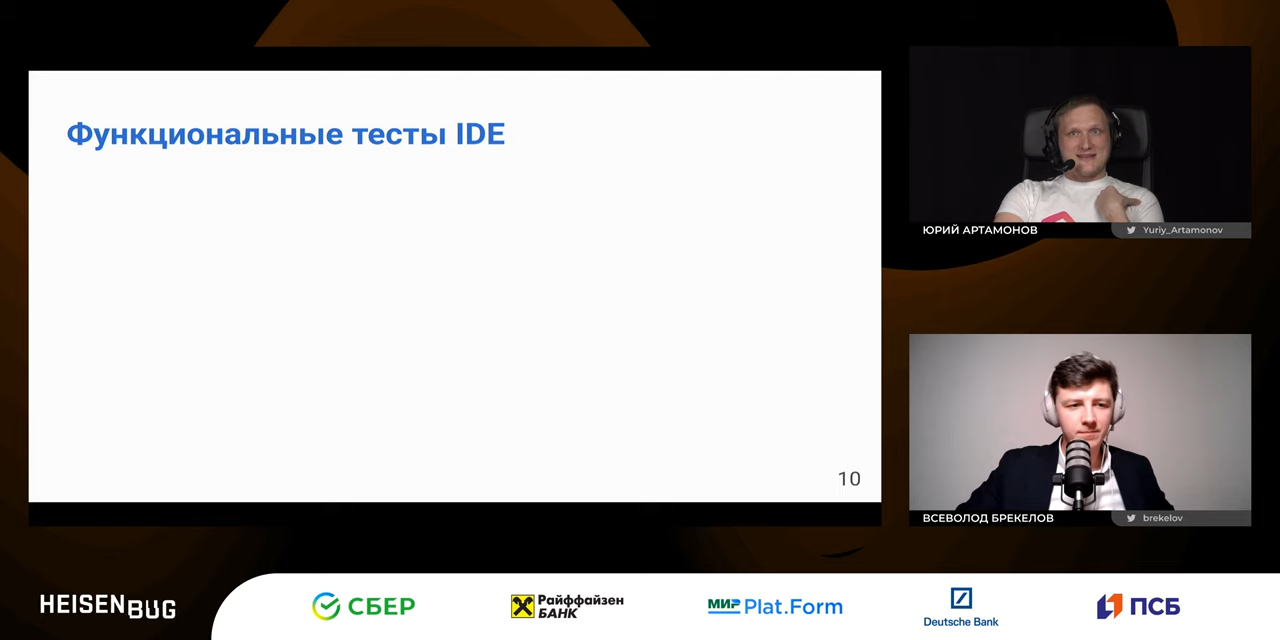 Функциональные тесты IDE
10
ЮРИЙ АРТАМОНОВ
Yuriy_Artamonov
ВСЕВОЛОД БРЕКЕЛОВ
brekelov
HEISENBUG
СБЕР
Райффайзен
БАНК
МИР Plat.Form
Deutsche Bank
ПСБ